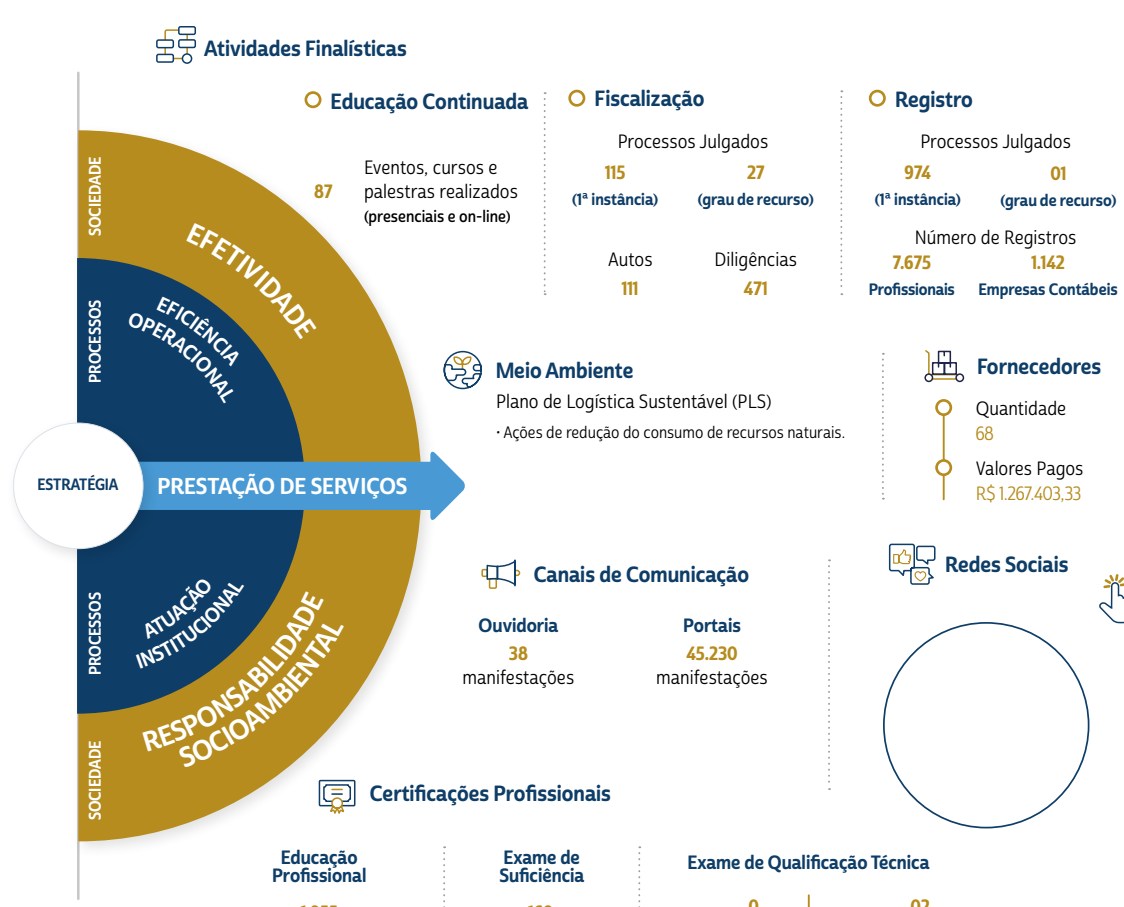 Atividades Finalísticas
Educação Continuada
87
Eventos, cursos e
palestras realizados
(presenciais e on-line)
Fiscalização
Processos Julgados
115
27
(1ª instância)
(grau de recurso)
Autos
Diligências
111
471
Registro
Processos Julgados
974
01
(1ª instância)
(grau de recurso)
Número de Registros
7.675
1.142
Profissionais
Empresas Contábeis
SOCIEDADE
EFETIVIDADE
PROCESSOS
EFICIÊNCIA
OPERACIONAL
ESTRATÉGIA
PRESTAÇÃO DE SERVIÇOS
PROCESSOS
ATUAÇÃO
INSTITUCIONAL
RESPONSABILIDADE
SOCIOAMBIENTAL
SOCIEDADE
Meio Ambiente
Plano de Logística Sustentável (PLS)
• Ações de redução do consumo de recursos naturais.
Fornecedores
Quantidade
68
Valores Pagos
R$ 1.267.403,33
Canais de Comunicação
Ouvidoria
38
manifestações
Portais
45.230
manifestações
Redes Sociais
Certificações Profissionais
Educação
Profissional
Exame de
Suficiência
Exame de Qualificação Técnica